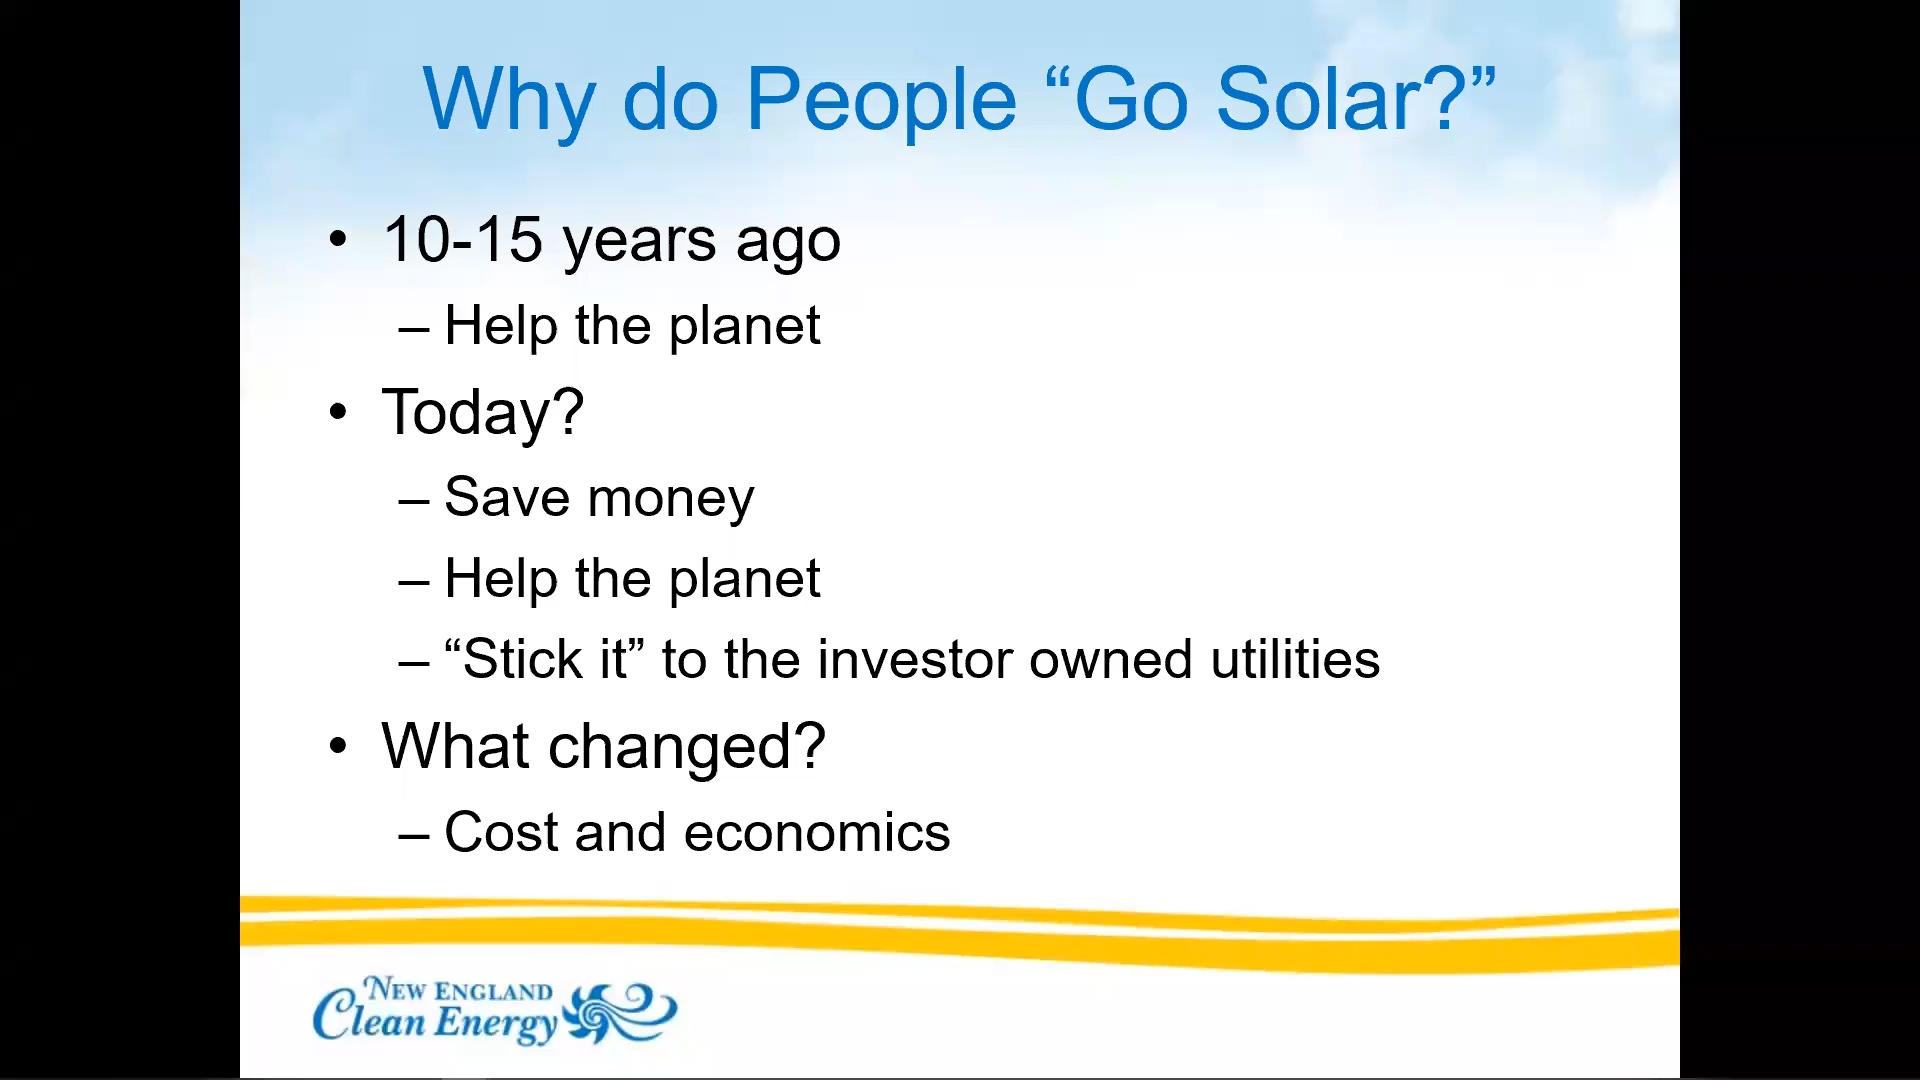 Why do People “Go Solar?”
• 10-15 years ago
– Help the planet
• Today?
– Save money
– Help the planet
– “Stick it” to the investor owned utilities
• What changed?
– Cost and economics
NEW ENGLAND
Clean Energy